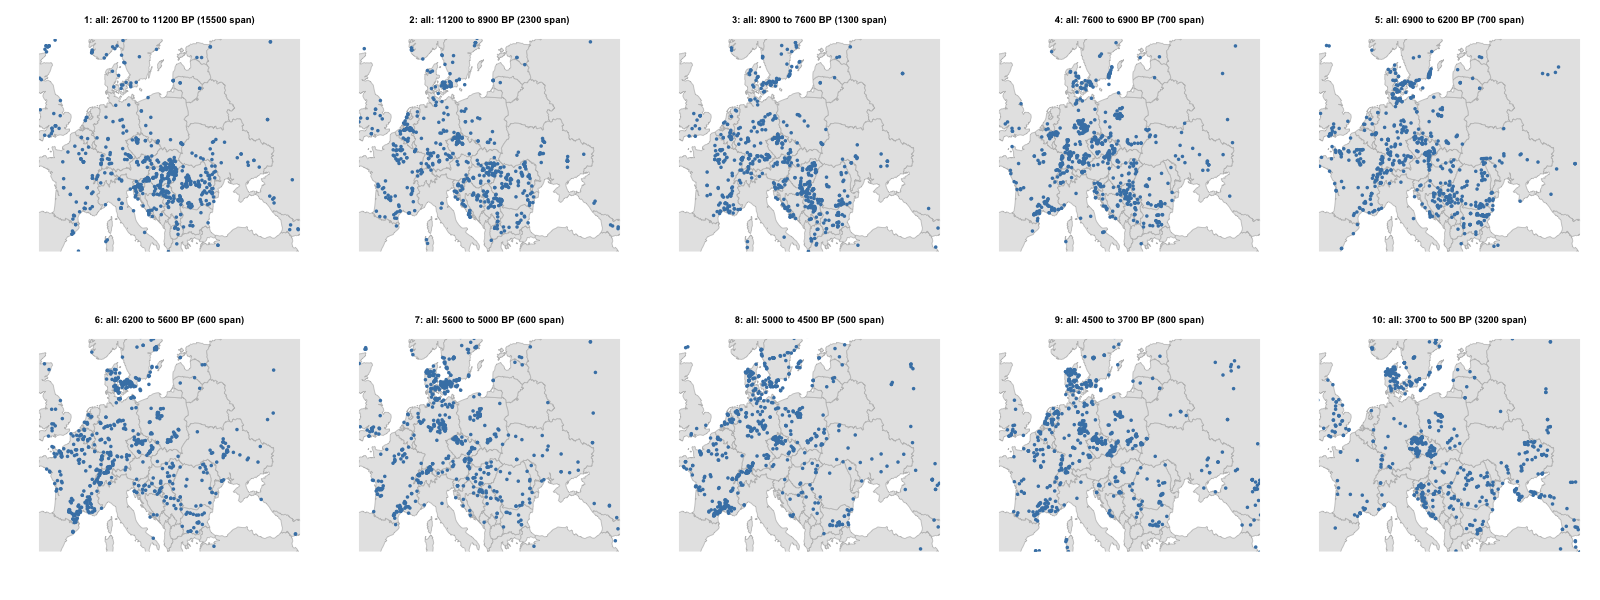 1: all: 26700 to 11200 BP (15500 span)
2: all: 11200 to 8900 BP (2300 span)
3: all: 8900 to 7600 BP (1300 span)
4: all: 7600 to 6900 BP (700 span)
5: all: 6900 to 6200 BP (700 span)
6: all: 6200 to 5600 BP (600 span)
7: all: 5600 to 5000 BP (600 span)
8: all: 5000 to 4500 BP (500 span)
9: all: 4500 to 3700 BP (800 span)
10: all: 3700 to 500 BP (3200 span)